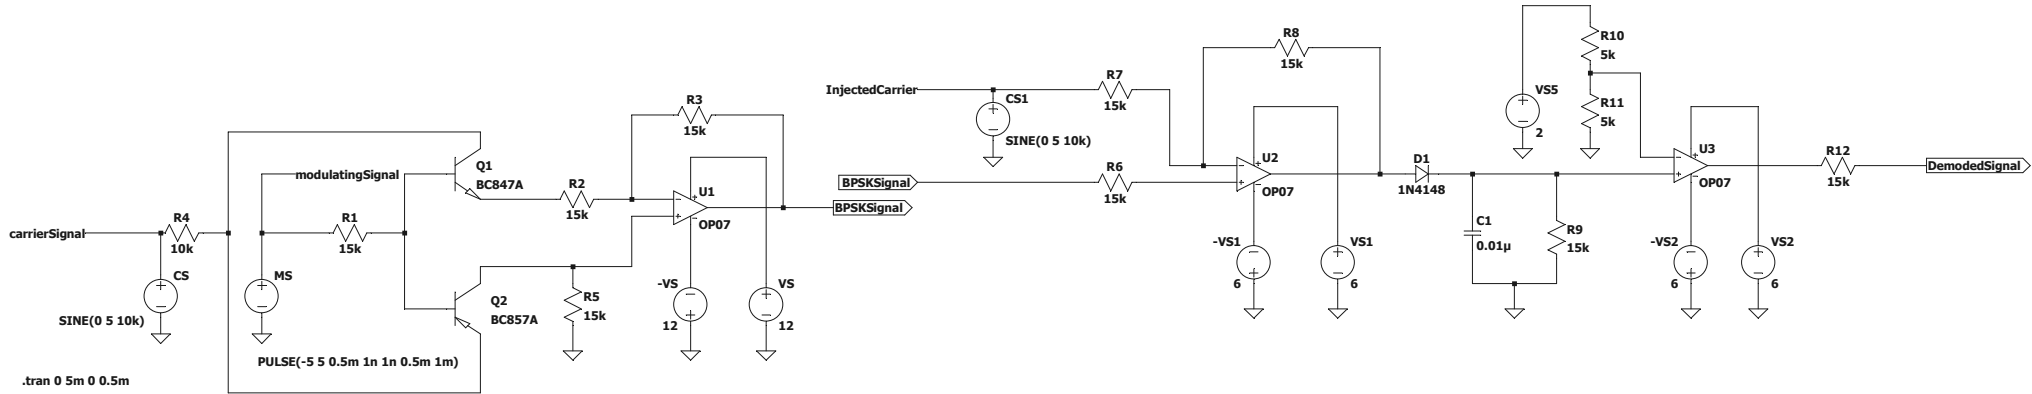 carrierSignal
R4
10k
CS
SINE(0 5 10k)
.tran 0 5m 0 0.5m
modulatingSignal
R1
15k
MS
PULSE(-5 5 0.5m 1n 1n 0.5m 1m)
Q1
BC847A
Q2
BC857A
R2
15k
R3
15k
R5
15k
U1
OP07
-VS
12
VS
12
BPSKSignal
InjectedCarrier
CS1
SINE(0 5 10k)
BPSKSignal
R7
15k
R6
15k
R8
15k
U2
OP07
-VS1
6
VS1
6
D1
1N4148
C1
0.01µ
R9
15k
VS5
2
R10
5k
R11
5k
U3
OP07
-VS2
6
VS2
6
R12
15k
DemodedSignal